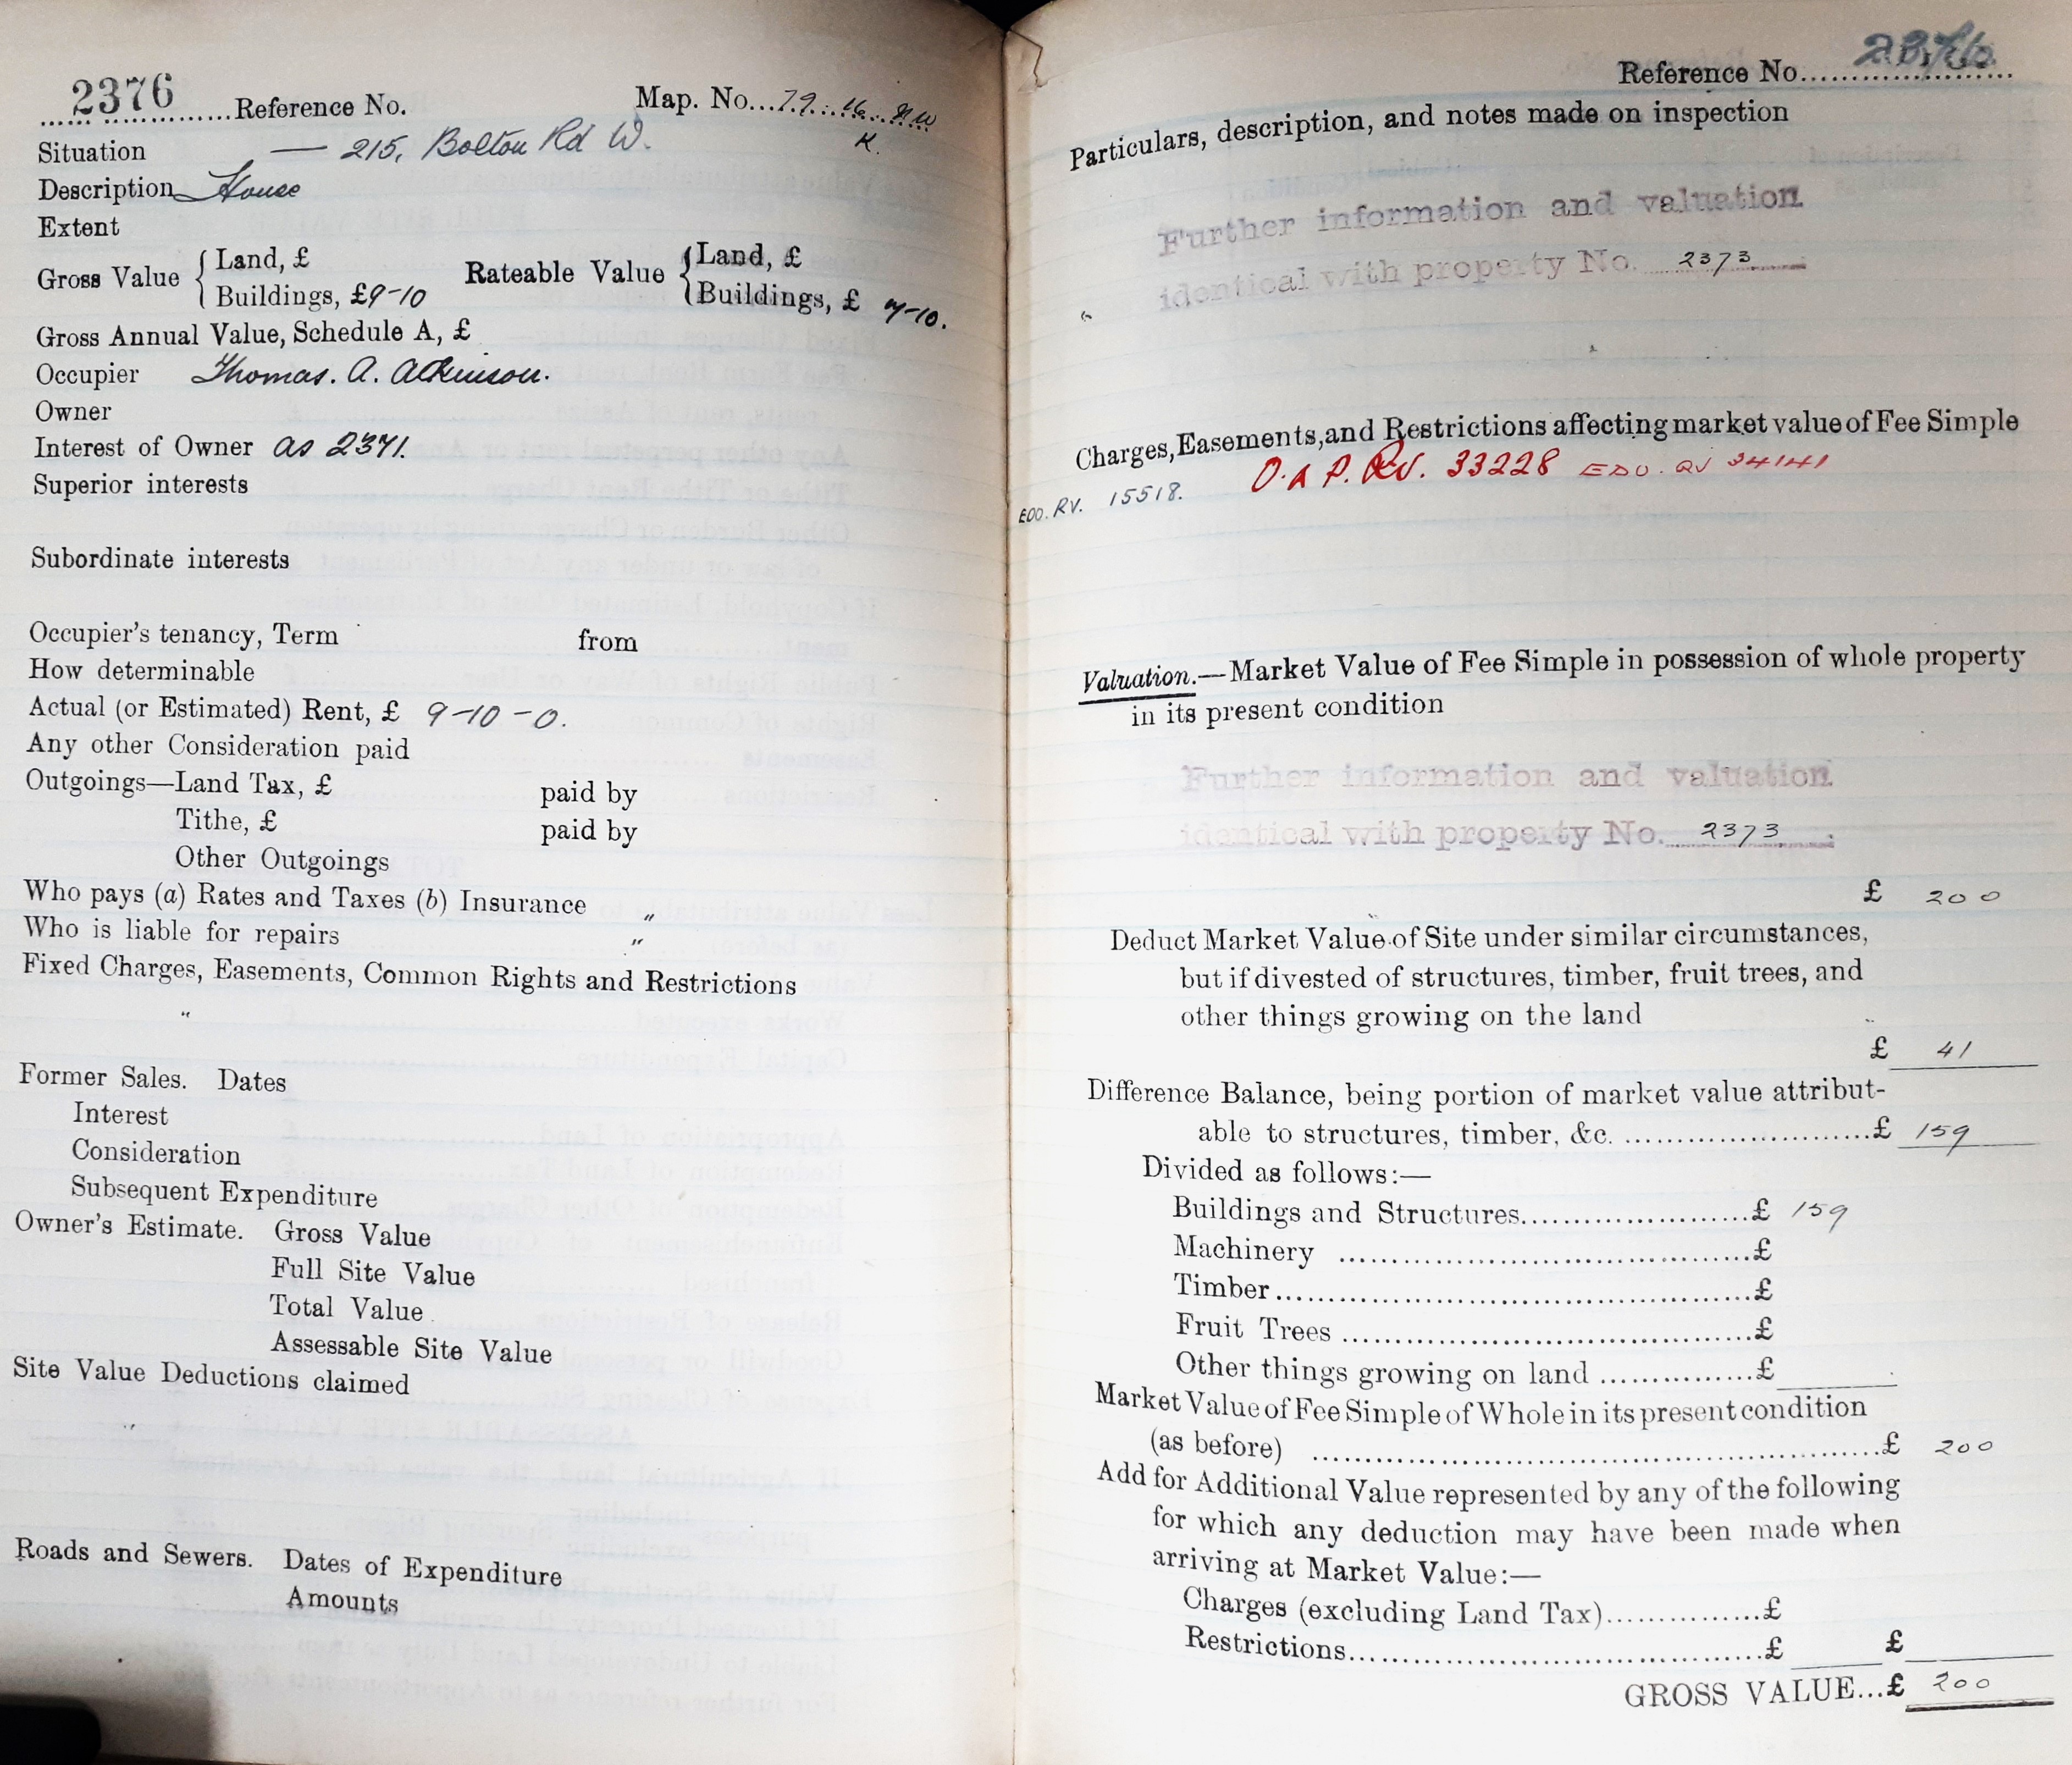 2376 Reference No. Map. No. 79. 16. NW
K.
Situation — 215, Bolton Rd W.
Description House
Extent
Gross Value { Land, £ Rateable Value { Land, £
Buildings, £9-10 Buildings, £ 7-10.
Gross Annual Value, Schedule A, £
Occupier Thomas. A. Atkinson.
Owner
Interest of Owner as 2371.
Superior interests
Subordinate interests
Occupier's tenancy, Term from
How determinable
Actual (or Estimated) Rent, £ 9-10-0.
Any other Consideration paid
Outgoings—Land Tax, £ paid by
Tithe, £ paid by
Other Outgoings
Who pays (a) Rates and Taxes (b) Insurance "
Who is liable for repairs "
Fixed Charges, Easements, Common Rights and Restrictions
"
Former Sales. Dates
Interest
Consideration
Subsequent Expenditure
Owner's Estimate. Gross Value
Full Site Value
Total Value
Assessable Site Value
Site Value Deductions claimed
"
Roads and Sewers. Dates of Expenditure
Amounts
Reference No. 2376
Particulars, description, and notes made on inspection
Further information and valuation
identical with property No. 2373
Charges, Easements, and Restrictions affecting market value of Fee Simple
O.A P. Rv. 33228 EDO. RV 34141
EDO. RV. 15518.
Valuation.—Market Value of Fee Simple in possession of whole property
in its present condition
Further information and valuation
identical with property No. 2373
£ 200
Deduct Market Value of Site under similar circumstances,
but if divested of structures, timber, fruit trees, and
other things growing on the land
£ 41
Difference Balance, being portion of market value attribut-
able to structures, timber, &c. ........................£ 159
Divided as follows:—
Buildings and Structures........................£ 159
Machinery ........................£
Timber........................£
Fruit Trees ........................£
Other things growing on land ...............£
Market Value of Fee Simple of Whole in its present condition
(as before) ........................£ 200
Add for Additional Value represented by any of the following
for which any deduction may have been made when
arriving at Market Value:—
Charges (excluding Land Tax)...............£
Restrictions........................£ £
GROSS VALUE...£ 200